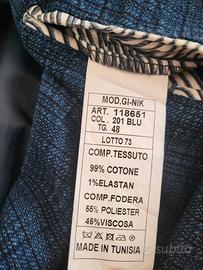 MOD.GI-NIK
ART. 118651
COL. 201 BLU
TG. 48
LOTTO 73
COMP.TESSUTO
99% COTONE
1%ELASTAN
COMP.FODERA
55% POLIESTER
45%VISCOSA
MADE IN TUNISIA
subito